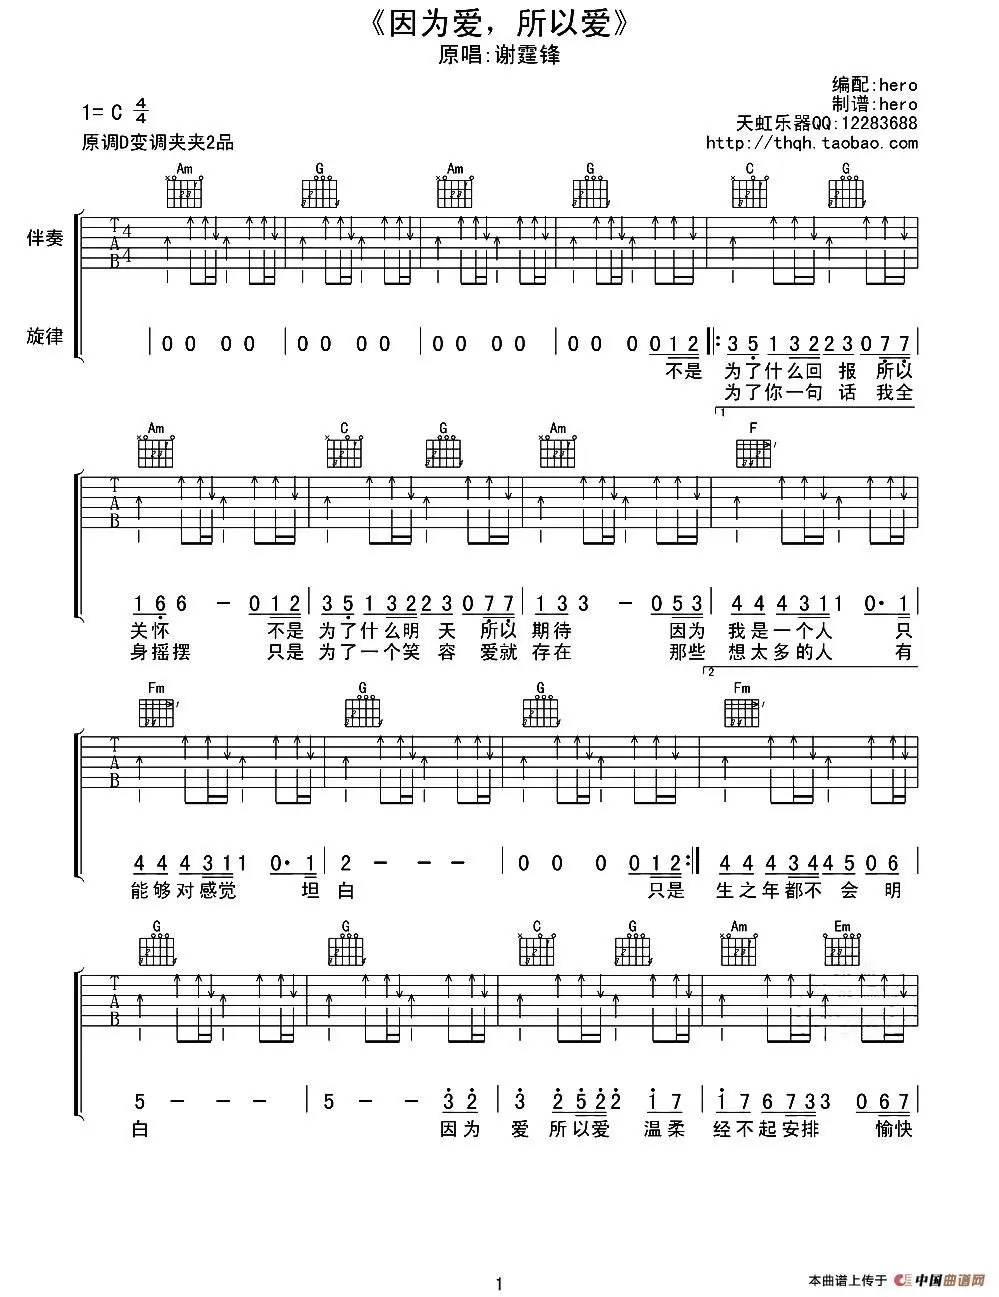 《因为爱，所以爱》
原唱:谢霆锋
编配:hero
制谱:hero
天虹乐器QQ:12283688
http://thqh.taobao.com
1= C 4/4
原调D变调夹夹2品
Am G Am G C G
伴奏 T A B 4 4
旋律 0 0 0 0 0 0 0 0 0 0 0 0 0 0 0 0 1 2 3 5 1 3 2 2 3 0 7 7
不是 为了什么回 报 所以
为了你一句 话 我全
1
Am C G Am F
T A B
1 6 6 - 0 1 2 3 5 1 3 2 2 3 0 7 7 1 3 3 - 0 5 3 4 4 4 3 1 1 0· 1
关怀 不是 为了什么明 天 所以 期待 因为 我是一个人 只
身摇摆 只是 为了一个笑 容 爱就 存在 那些 想太多的人 有
2
Fm G G Fm
T A B
4 4 4 3 1 1 0· 1 2 - - - 0 0 0 0 1 2 4 4 4 3 4 4 5 0 6
能够对感觉 坦 白 只是 生之年都不 会 明
G G C G Am Em
T A B
5 - - - 5 - - 3 2 3 2 5 2 2 2 1 7 1 7 6 7 3 3 3 0 6 7
白 因为 爱 所以爱 温柔 经不起安排 愉快
1
本曲谱上传于 中国曲谱网